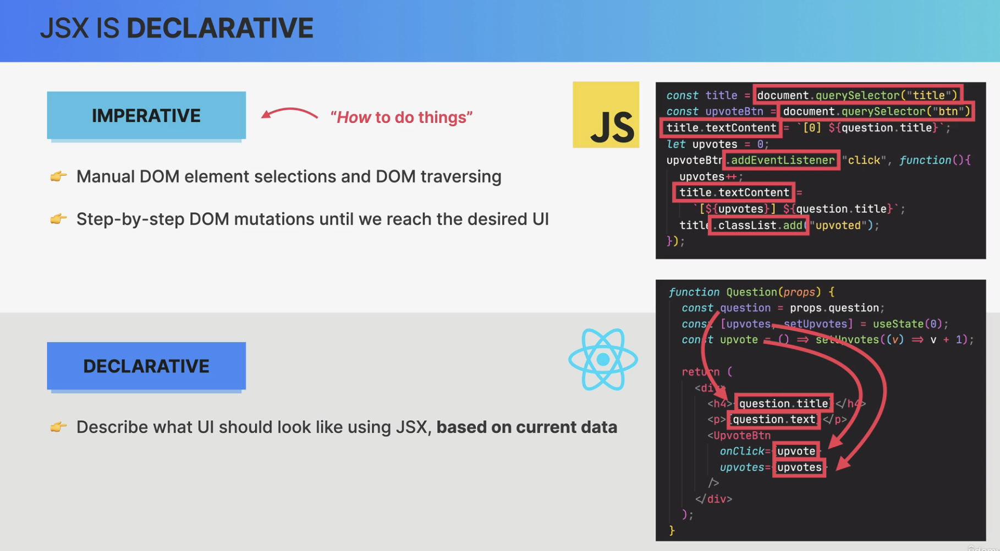 JSX IS DECLARATIVE
IMPERATIVE
“How to do things”
👉 Manual DOM element selections and DOM traversing
👉 Step-by-step DOM mutations until we reach the desired UI
JS
const title = document.querySelector("title")
const upvoteBtn = document.querySelector("btn")
title.textContent = `[0] ${question.title}`;
let upvotes = 0;
upvoteBtn.addEventListener "click", function(){
upvotes++;
title.textContent =
`[${upvotes}] ${question.title}`;
title.classList.add("upvoted");
});
DECLARATIVE
👉 Describe what UI should look like using JSX, based on current data
function Question(props) {
const question = props.question;
const [upvotes, setUpvotes] = useState(0);
const upvote = () => setUpvotes((v) => v + 1);
return (
<div>
<h4>{question.title}</h4>
<p>{question.text}</p>
<UpvoteBtn
onClick={upvote}
upvotes={upvotes}
/>
</div>
);
}